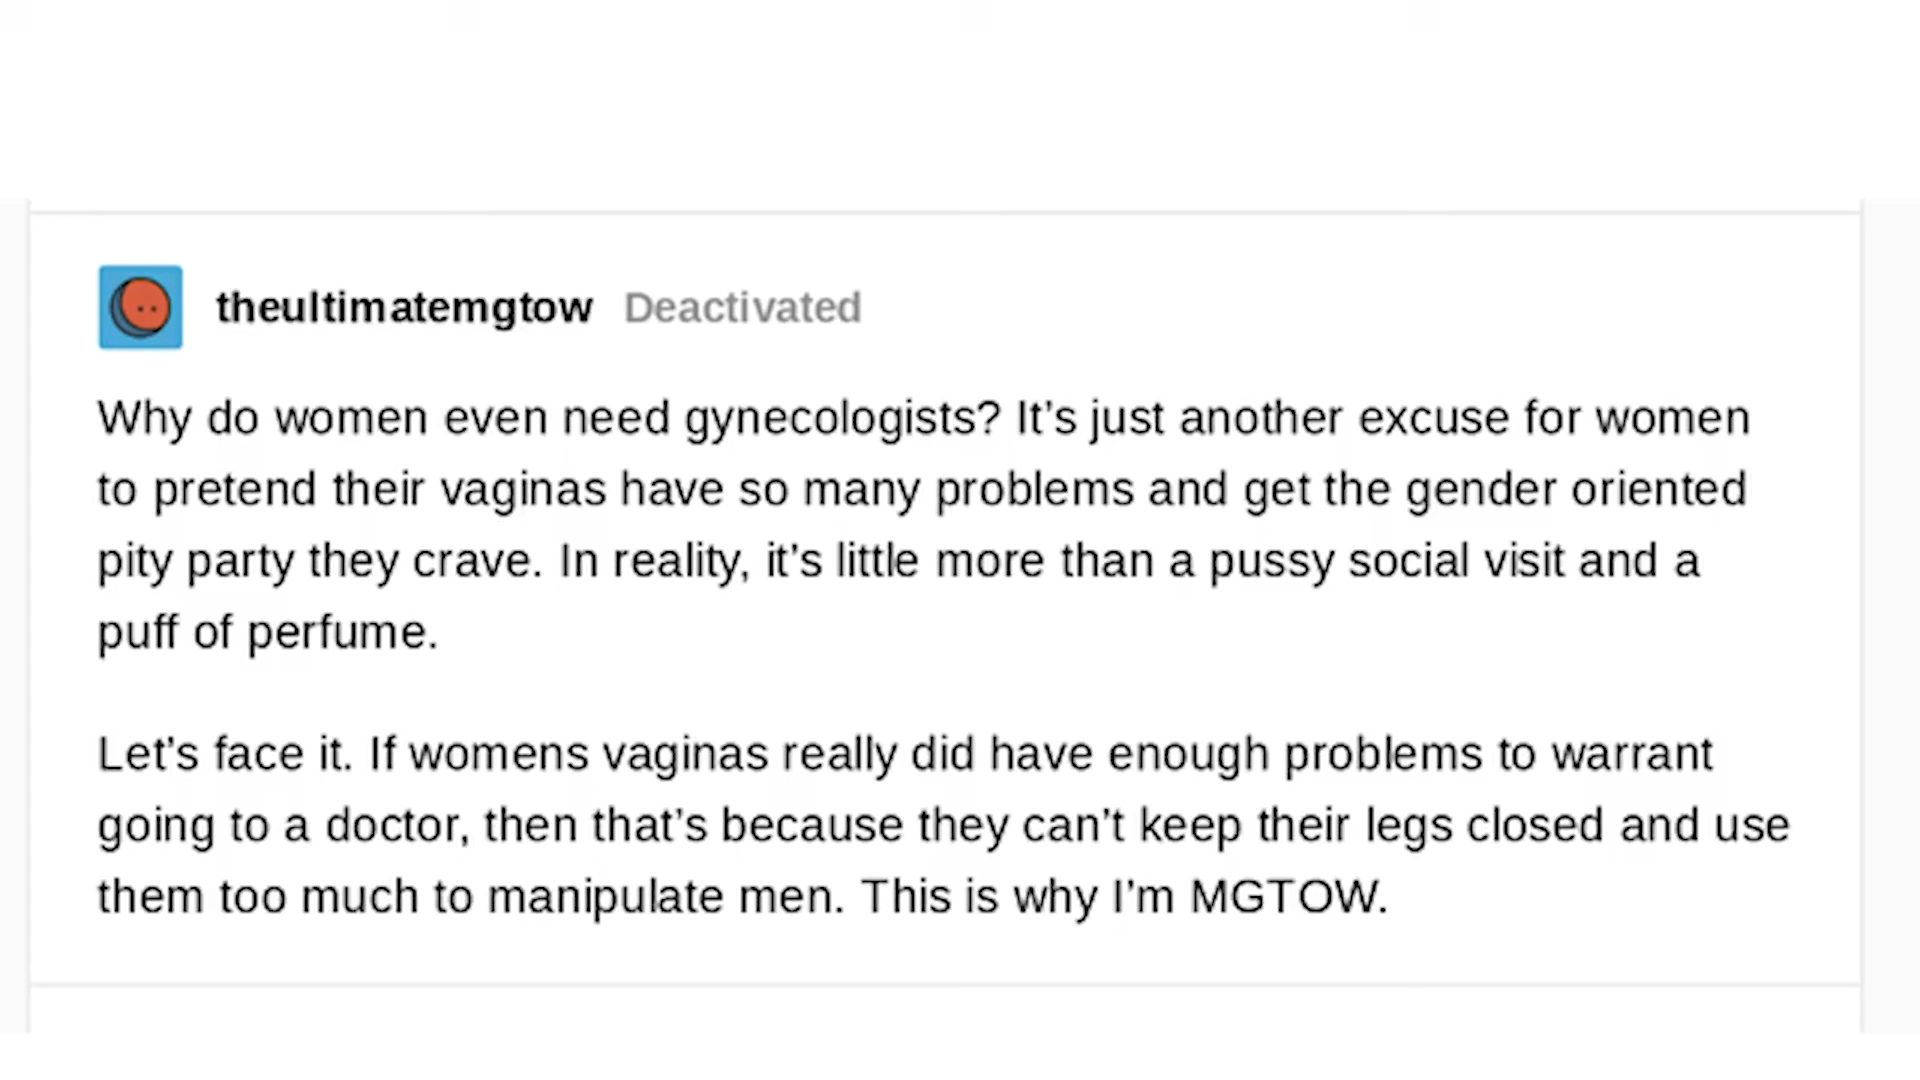 theultimatemgtow Deactivated
Why do women even need gynecologists? It’s just another excuse for women
to pretend their vaginas have so many problems and get the gender oriented
pity party they crave. In reality, it’s little more than a pussy social visit and a
puff of perfume.
Let’s face it. If womens vaginas really did have enough problems to warrant
going to a doctor, then that’s because they can’t keep their legs closed and use
them too much to manipulate men. This is why I’m MGTOW.